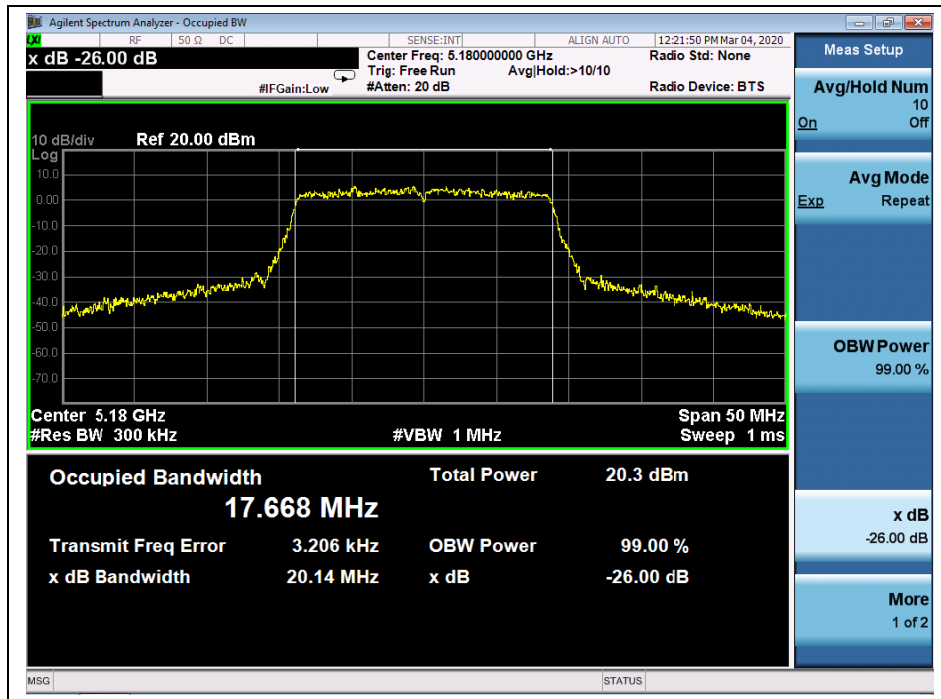 Agilent Spectrum Analyzer - Occupied BW
LXI RF 50 Ω DC SENSE:INT ALIGN AUTO 12:21:50 PM Mar 04, 2020
x dB -26.00 dB
Center Freq: 5.180000000 GHz Radio Std: None
Trig: Free Run Avg|Hold:>10/10
#IFGain:Low #Atten: 20 dB Radio Device: BTS
10 dB/div Ref 20.00 dBm
Log
10.0
0.00
-10.0
-20.0
-30.0
-40.0
-50.0
-60.0
-70.0
Center 5.18 GHz Span 50 MHz
#Res BW 300 kHz #VBW 1 MHz Sweep 1 ms
Occupied Bandwidth Total Power 20.3 dBm
17.668 MHz
Transmit Freq Error 3.206 kHz OBW Power 99.00 %
x dB Bandwidth 20.14 MHz x dB -26.00 dB
Meas Setup
Avg/Hold Num
10
On Off
Avg Mode
Exp Repeat
OBW Power
99.00 %
x dB
-26.00 dB
More
1 of 2
MSG STATUS